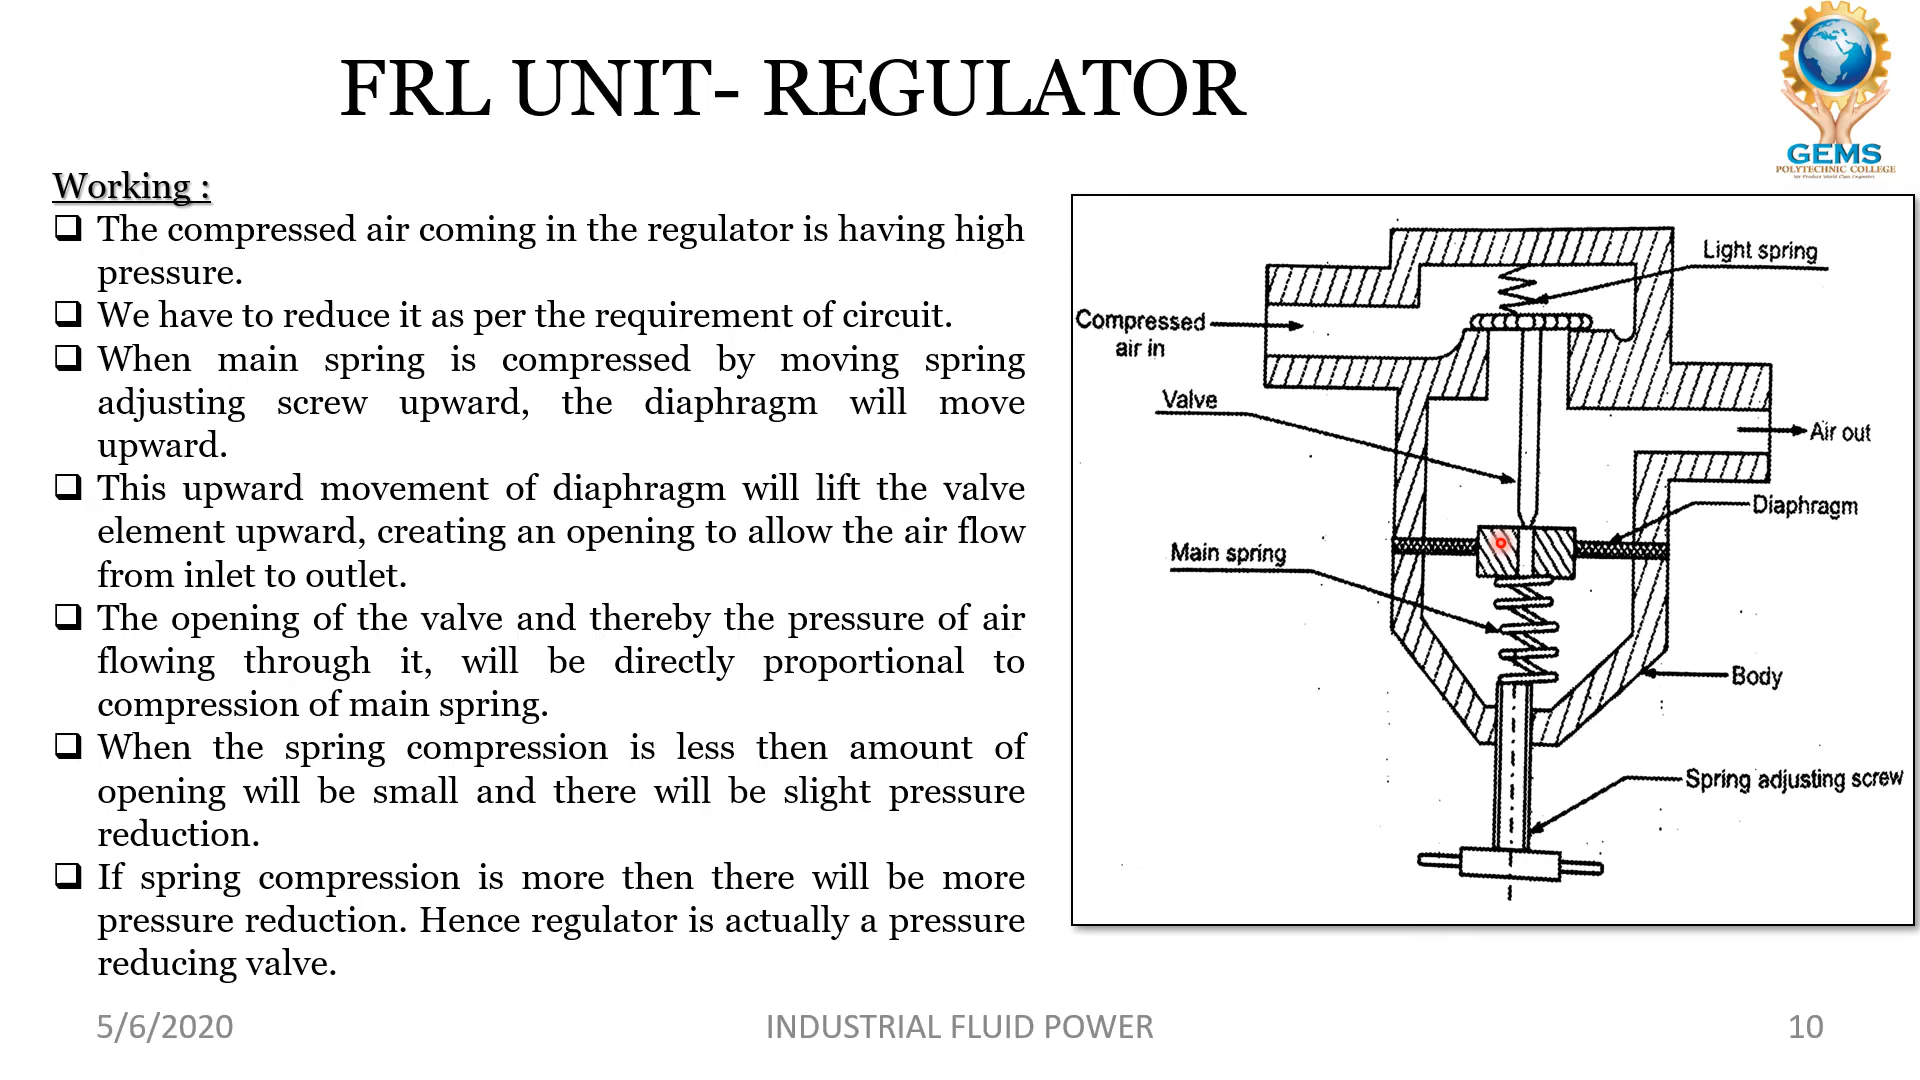 FRL UNIT- REGULATOR
GEMS
POLYTECHNIC COLLEGE
We Produce World Class Engineers
Working :
The compressed air coming in the regulator is having high
pressure.
We have to reduce it as per the requirement of circuit.
When main spring is compressed by moving spring
adjusting screw upward, the diaphragm will move
upward.
This upward movement of diaphragm will lift the valve
element upward, creating an opening to allow the air flow
from inlet to outlet.
The opening of the valve and thereby the pressure of air
flowing through it, will be directly proportional to
compression of main spring.
When the spring compression is less then amount of
opening will be small and there will be slight pressure
reduction.
If spring compression is more then there will be more
pressure reduction. Hence regulator is actually a pressure
reducing valve.
Light spring
Compressed
air in
Valve
Air out
Diaphragm
Main spring
Body
Spring adjusting screw
5/6/2020
INDUSTRIAL FLUID POWER
10